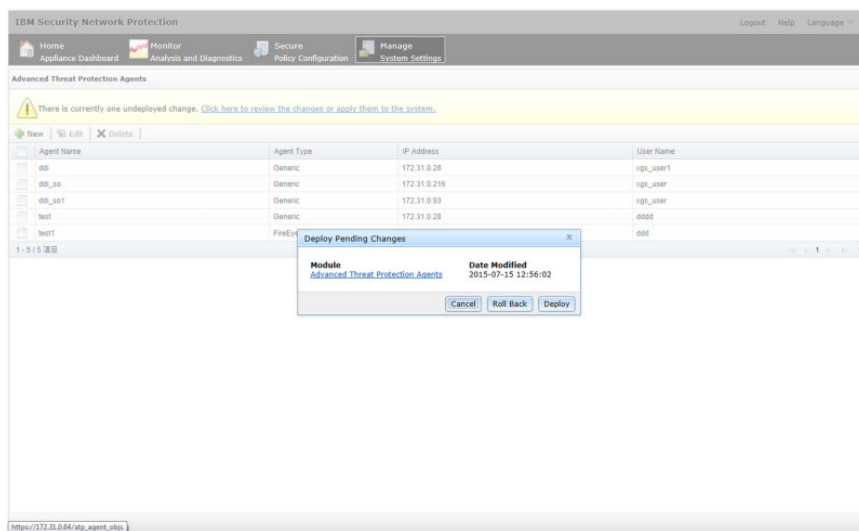 IBM Security Network Protection
Logout Help Language
Home Monitor Secure Manage
Appliance Dashboard Analysis and Diagnostics Policy Configuration System Settings
Advanced Threat Protection Agents
There is currently one undeployed change. Click here to review the changes or apply them to the system.
New Edit Delete
Agent Name Agent Type IP Address User Name
ddi Generic 172.31.0.28 xgs_user1
ddi_so Generic 172.31.0.216 xgs_user
ddi_so1 Generic 172.31.0.93 xgs_user
test Generic 172.31.0.28 dddd
test1 FireEye ddd
1 - 5 / 5 項目
1
Deploy Pending Changes
Module Date Modified
Advanced Threat Protection Agents 2015-07-15 12:56:02
Cancel Roll Back Deploy
https://172.31.0.64/atp_agent_objs